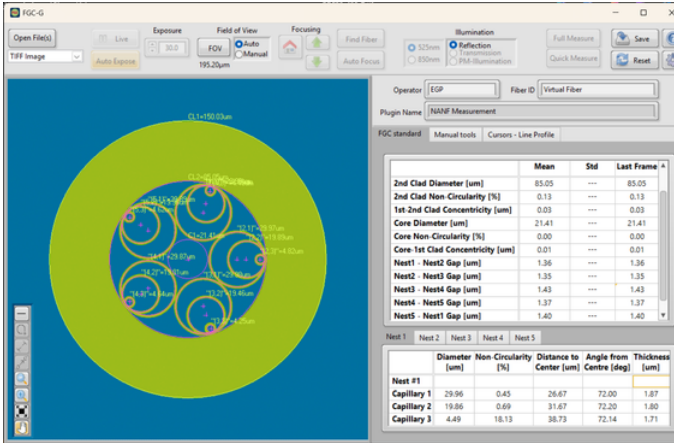 FGC-G
Open File(s)
TIFF Image
Live
Auto Expose
Exposure
30.0
Field of View
FOV
Auto
Manual
195.20μm
Focusing
Find Fiber
Auto Focus
Illumination
525nm
850nm
Reflection
Transmission
PM-Illumination
Full Measure
Quick Measure
Save
Reset
Operator
EGP
Fiber ID
Virtual Fiber
Plugin Name
NANF Measurement
FGC standard
Manual tools
Cursors - Line Profile
Mean Std Last Frame
2nd Clad Diameter [um] 85.05 --- 85.05
2nd Clad Non-Circularity [%] 0.13 --- 0.13
1st-2nd Clad Concentricity [um] 0.03 --- 0.03
Core Diameter [um] 21.41 --- 21.41
Core Non-Circularity [%] 0.00 --- 0.00
Core-1st Clad Concentricity [um] 0.01 --- 0.01
Nest1 - Nest2 Gap [um] 1.36 --- 1.36
Nest2 - Nest3 Gap [um] 1.35 --- 1.35
Nest3 - Nest4 Gap [um] 1.43 --- 1.43
Nest4 - Nest5 Gap [um] 1.37 --- 1.37
Nest5 - Nest1 Gap [um] 1.40 --- 1.40
Nest 1
Nest 2
Nest 3
Nest 4
Nest 5
Diameter [um] Non-Circularity [%] Distance to Center [um] Angle from Centre [deg] Thickness [um]
Nest #1
Capillary 1 29.96 0.45 26.67 72.00 1.87
Capillary 2 19.86 0.69 31.67 72.20 1.80
Capillary 3 4.49 18.13 38.73 72.14 1.71
CL1=150.03um